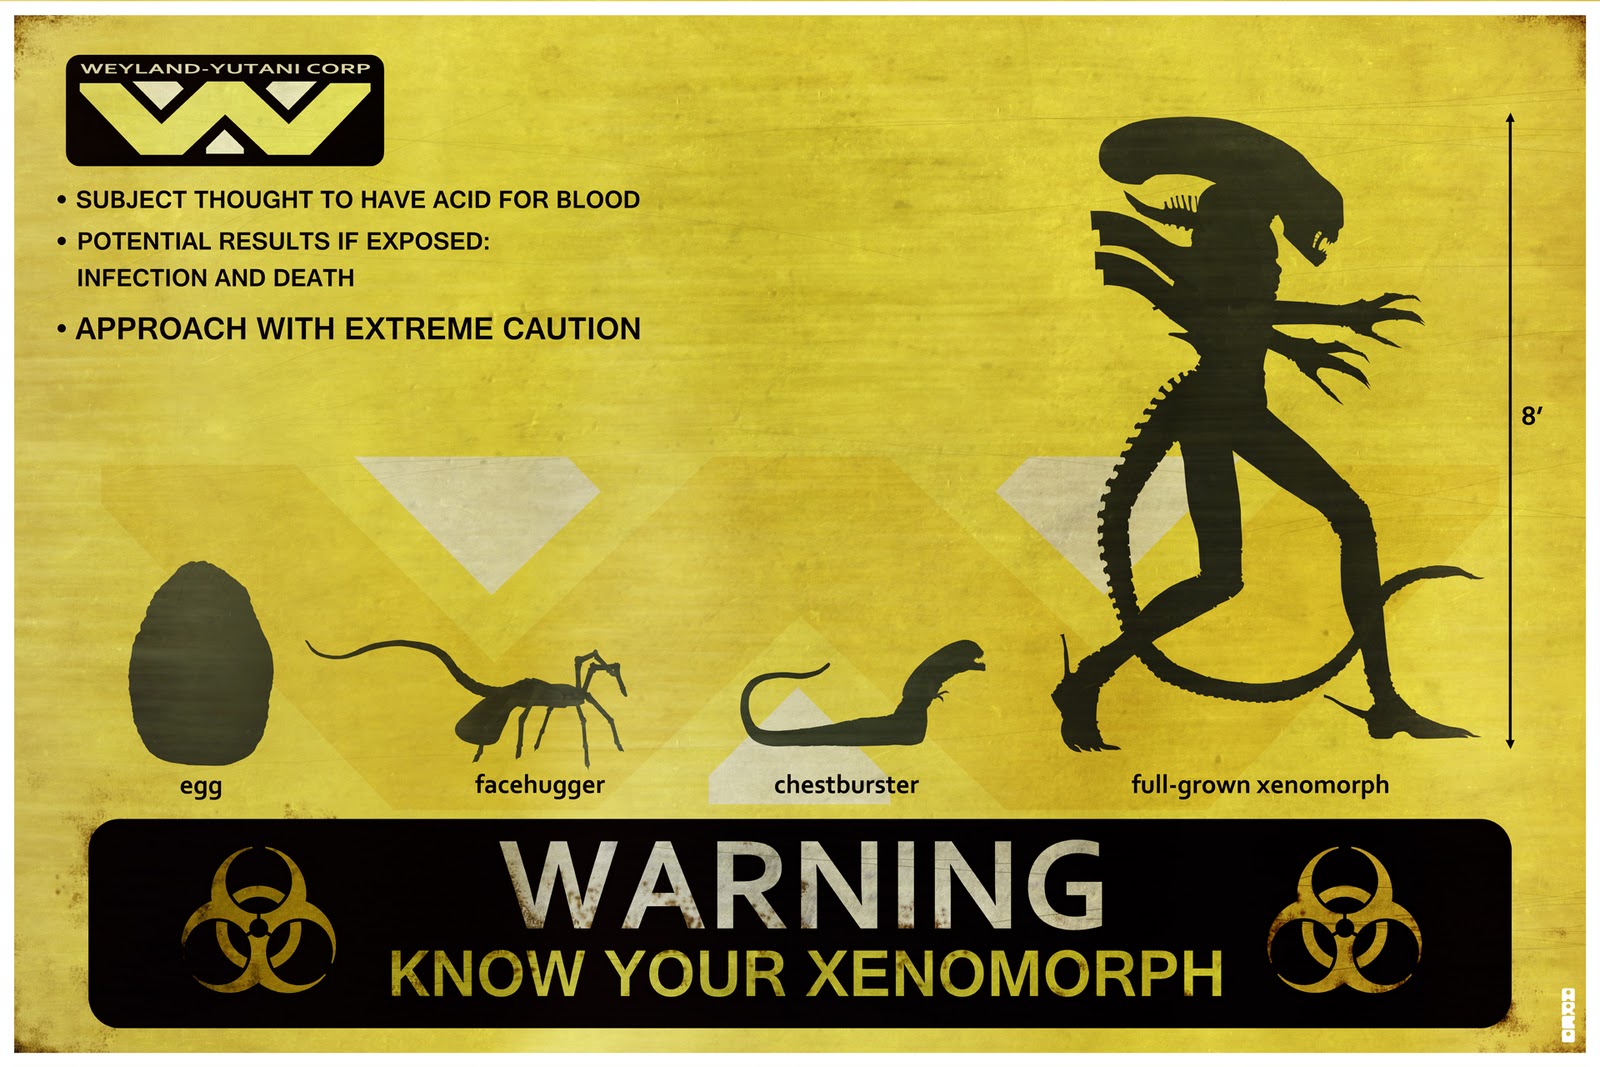 WEYLAND-YUTANI CORP
• SUBJECT THOUGHT TO HAVE ACID FOR BLOOD
• POTENTIAL RESULTS IF EXPOSED:
INFECTION AND DEATH
• APPROACH WITH EXTREME CAUTION
8’
egg
facehugger
chestburster
full-grown xenomorph
WARNING
KNOW YOUR XENOMORPH